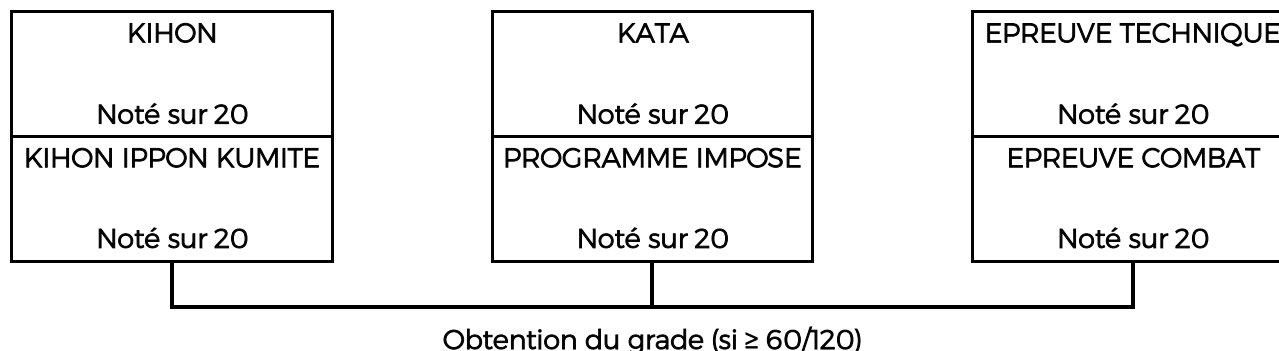 KIHON
Noté sur 20
KIHON IPPON KUMITE
Noté sur 20
KATA
Noté sur 20
PROGRAMME IMPOSE
Noté sur 20
EPREUVE TECHNIQUE
Noté sur 20
EPREUVE COMBAT
Noté sur 20
Obtention du grade (si ≥ 60/120)